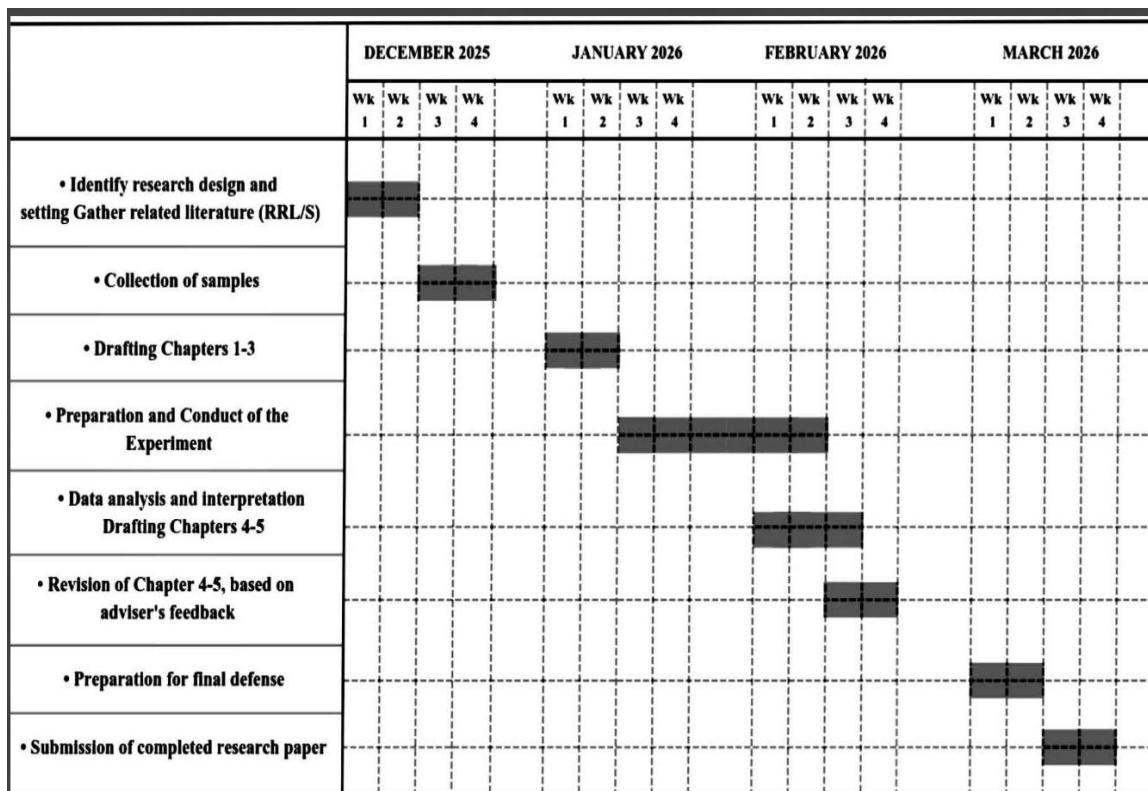 DECEMBER 2025 JANUARY 2026 FEBRUARY 2026 MARCH 2026
Wk Wk Wk Wk Wk Wk Wk Wk Wk Wk Wk Wk Wk Wk Wk Wk
1 2 3 4 1 2 3 4 1 2 3 4 1 2 3 4
• Identify research design and
setting Gather related literature (RRL/S)
• Collection of samples
• Drafting Chapters 1-3
• Preparation and Conduct of the
Experiment
• Data analysis and interpretation
Drafting Chapters 4-5
• Revision of Chapter 4-5, based on
adviser's feedback
• Preparation for final defense
• Submission of completed research paper